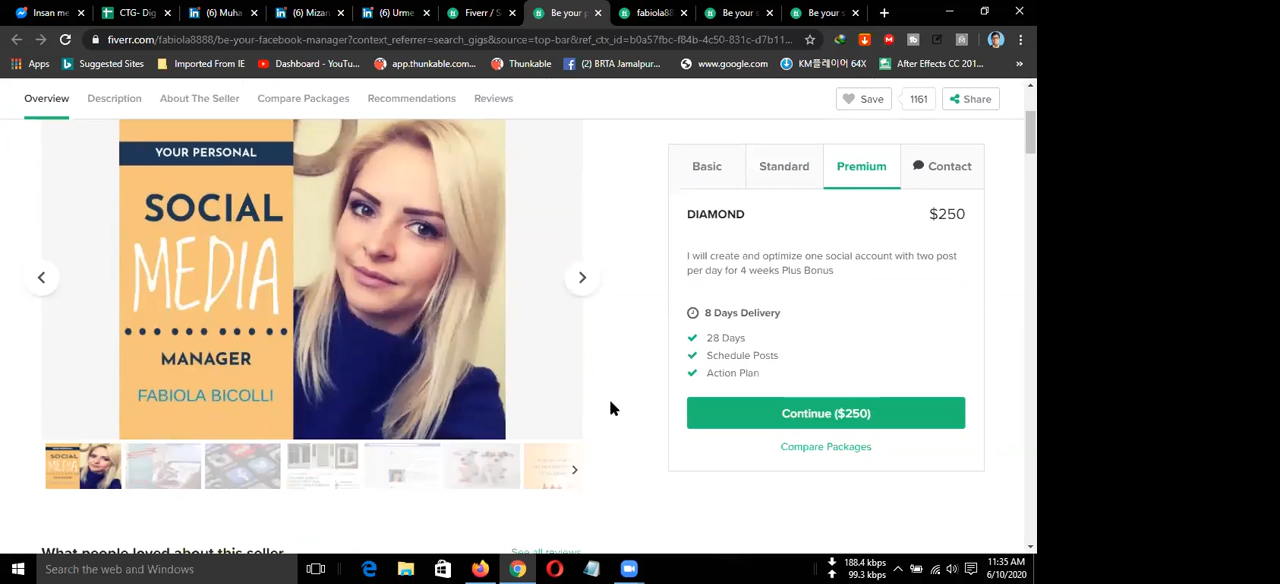 Insan me
CTG- Dig
(6) Muha
(6) Mizan
(6) Urme
Fiverr / S
Be your p
fabiola88
Be your s
Be your s
fiverr.com/fabiola8888/be-your-facebook-manager?context_referrer=search_gigs&source=top-bar&ref_ctx_id=b0a57fbc-f84b-4c50-831c-d7b11...
Apps
Suggested Sites
Imported From IE
Dashboard - YouTu...
app.thunkable.com...
Thunkable
(2) BRTA Jamalpur...
www.google.com
KM플레이어 64X
After Effects CC 201...
»
Overview
Description
About The Seller
Compare Packages
Recommendations
Reviews
Save
1161
Share
YOUR PERSONAL
SOCIAL
MEDIA
MANAGER
FABIOLA BICOLLI
Basic
Standard
Premium
Contact
DIAMOND
$250
I will create and optimize one social account with two post
per day for 4 weeks Plus Bonus
8 Days Delivery
28 Days
Schedule Posts
Action Plan
Continue ($250)
Compare Packages
What people loved about this seller
See all reviews
Search the web and Windows
188.4 kbps
99.3 kbps
11:35 AM
6/10/2020